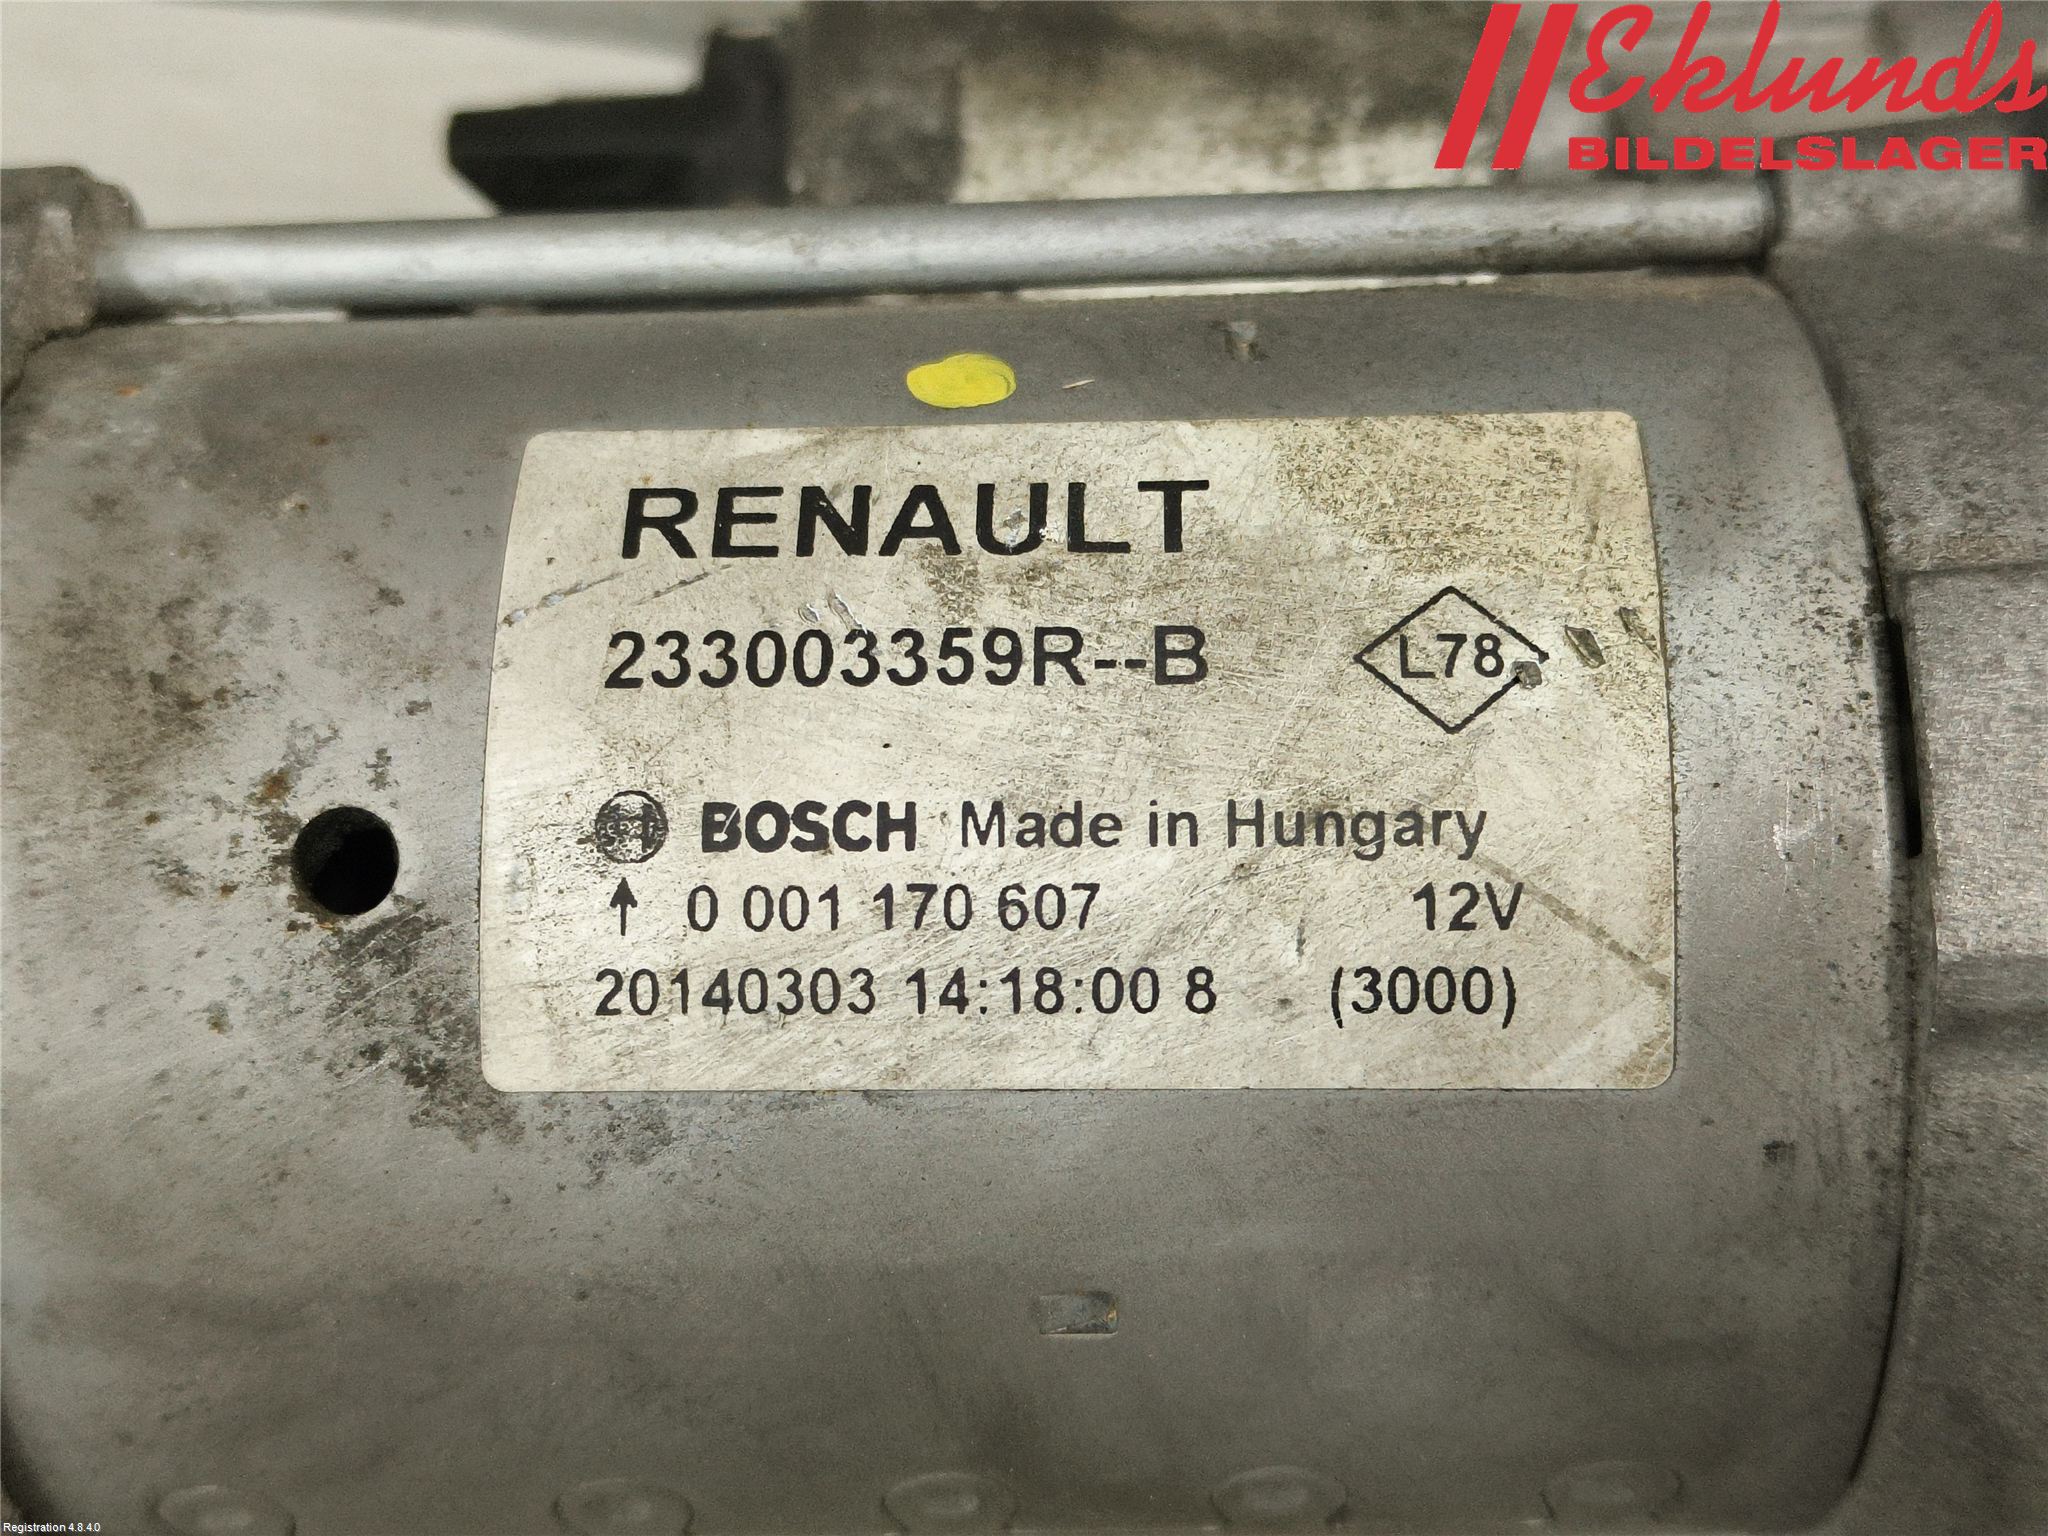 Eklunds
BILDELSLAGER
RENAULT
233003359R--B
L78
BOSCH Made in Hungary
↑ 0 001 170 607 12V
20140303 14:18:00 8 (3000)
Registration 4.8.4.0